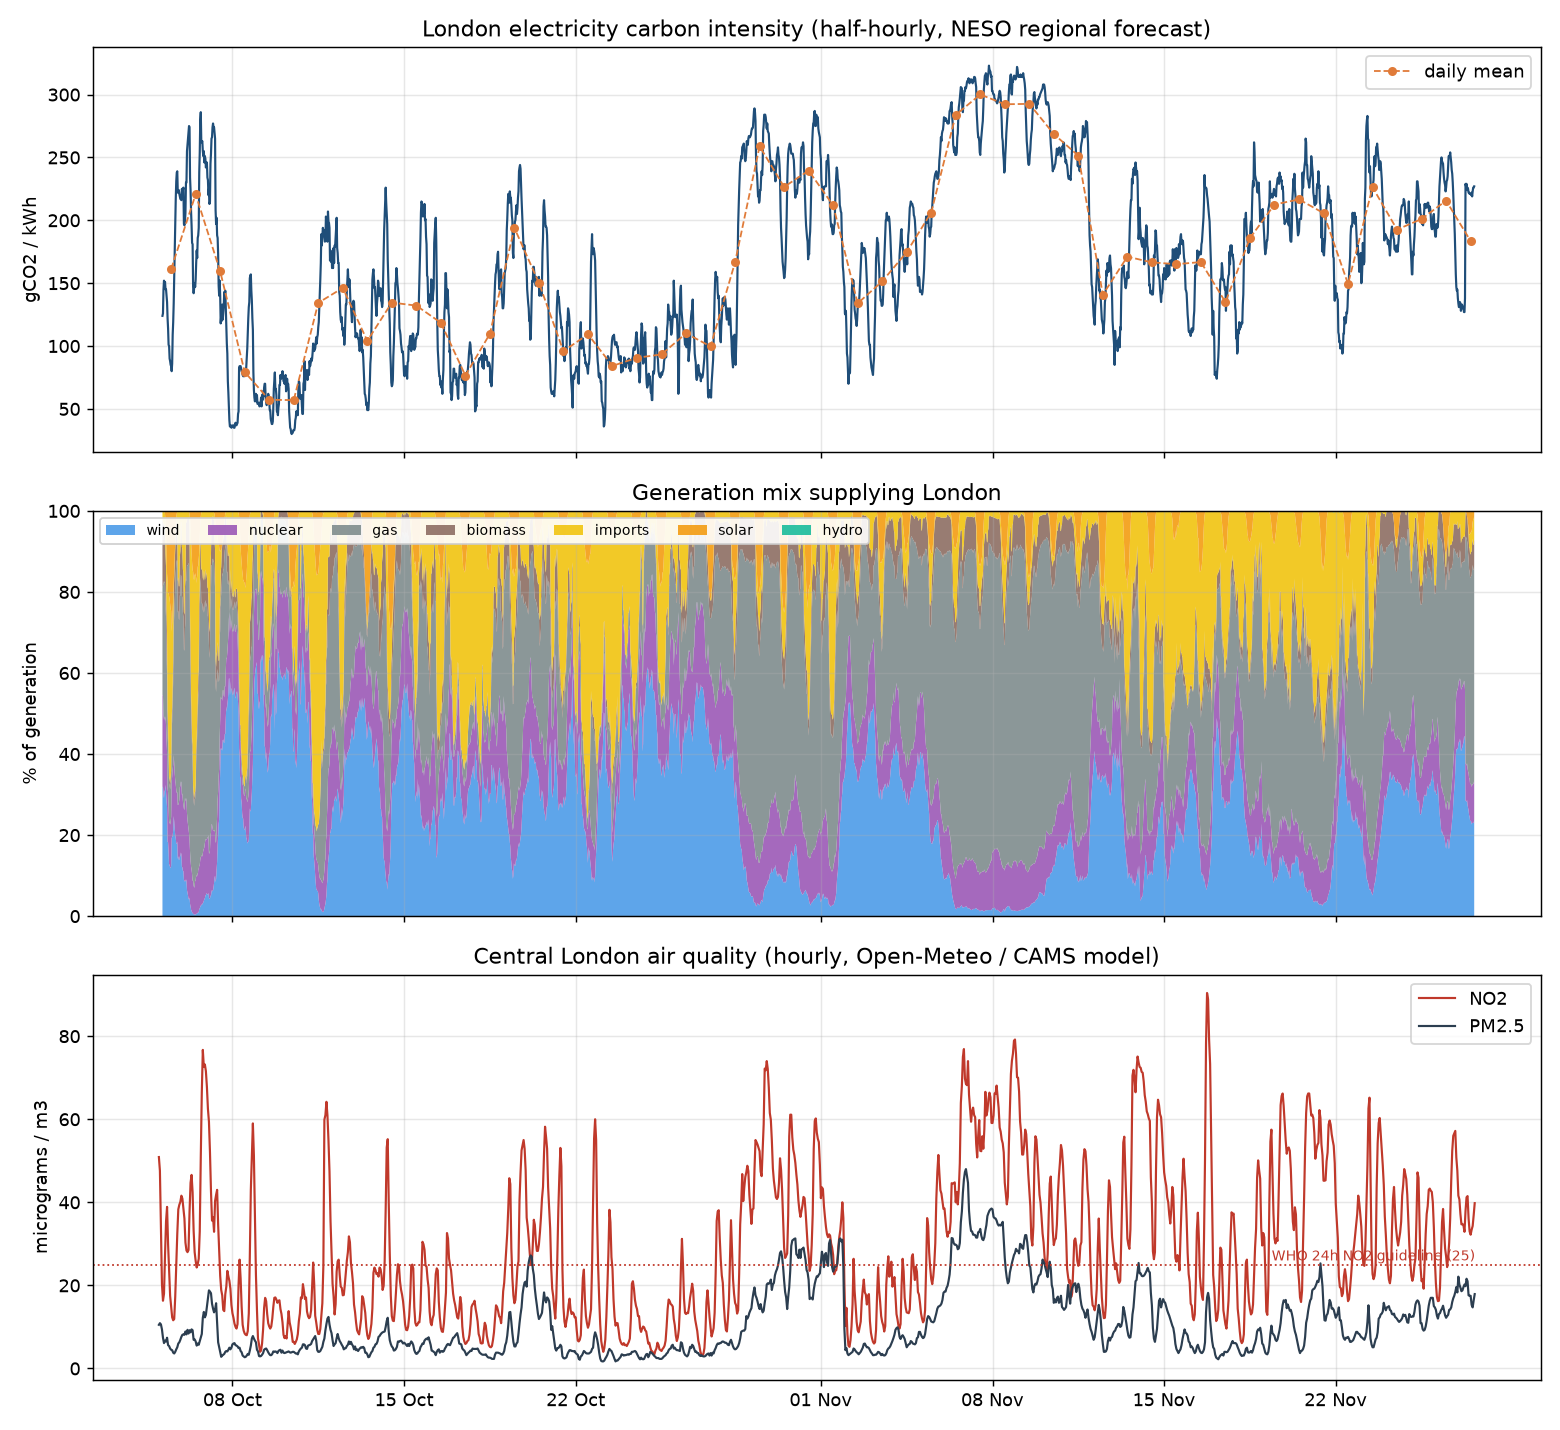 London electricity carbon intensity (half-hourly, NESO regional forecast)
daily mean
gCO2 / kWh
300
250
200
150
100
50
Generation mix supplying London
wind nuclear gas biomass imports solar hydro
% of generation
100
80
60
40
20
0
Central London air quality (hourly, Open-Meteo / CAMS model)
NO2
PM2.5
micrograms / m3
80
60
40
20
0
WHO 24h NO2 guideline (25)
08 Oct 15 Oct 22 Oct 01 Nov 08 Nov 15 Nov 22 Nov